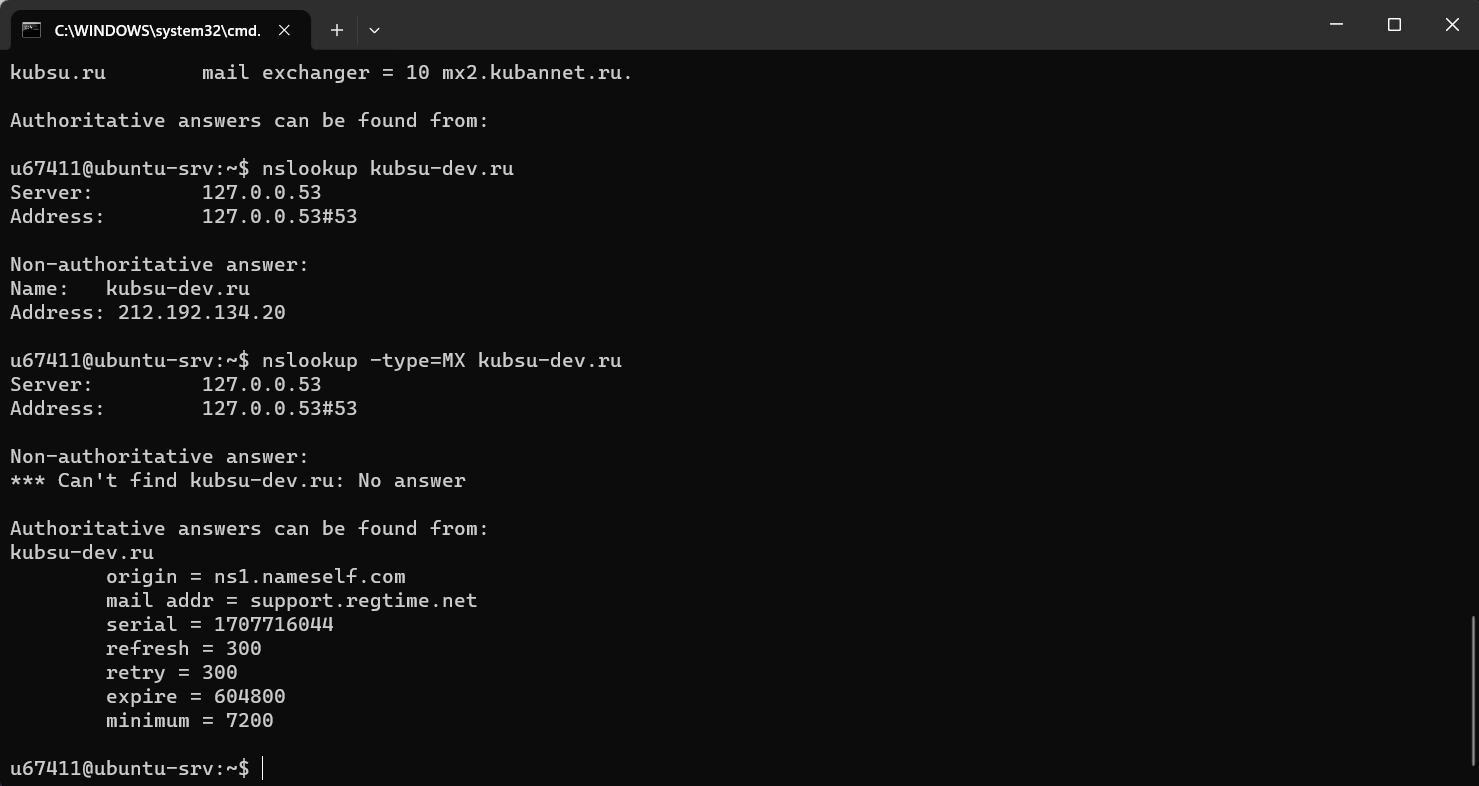 C:\WINDOWS\system32\cmd.
kubsu.ru        mail exchanger = 10 mx2.kubannet.ru.
Authoritative answers can be found from:
u67411@ubuntu-srv:~$ nslookup kubsu-dev.ru
Server:         127.0.0.53
Address:        127.0.0.53#53
Non-authoritative answer:
Name:   kubsu-dev.ru
Address: 212.192.134.20
u67411@ubuntu-srv:~$ nslookup -type=MX kubsu-dev.ru
Server:         127.0.0.53
Address:        127.0.0.53#53
Non-authoritative answer:
*** Can't find kubsu-dev.ru: No answer
Authoritative answers can be found from:
kubsu-dev.ru
        origin = ns1.nameself.com
        mail addr = support.regtime.net
        serial = 1707716044
        refresh = 300
        retry = 300
        expire = 604800
        minimum = 7200
u67411@ubuntu-srv:~$